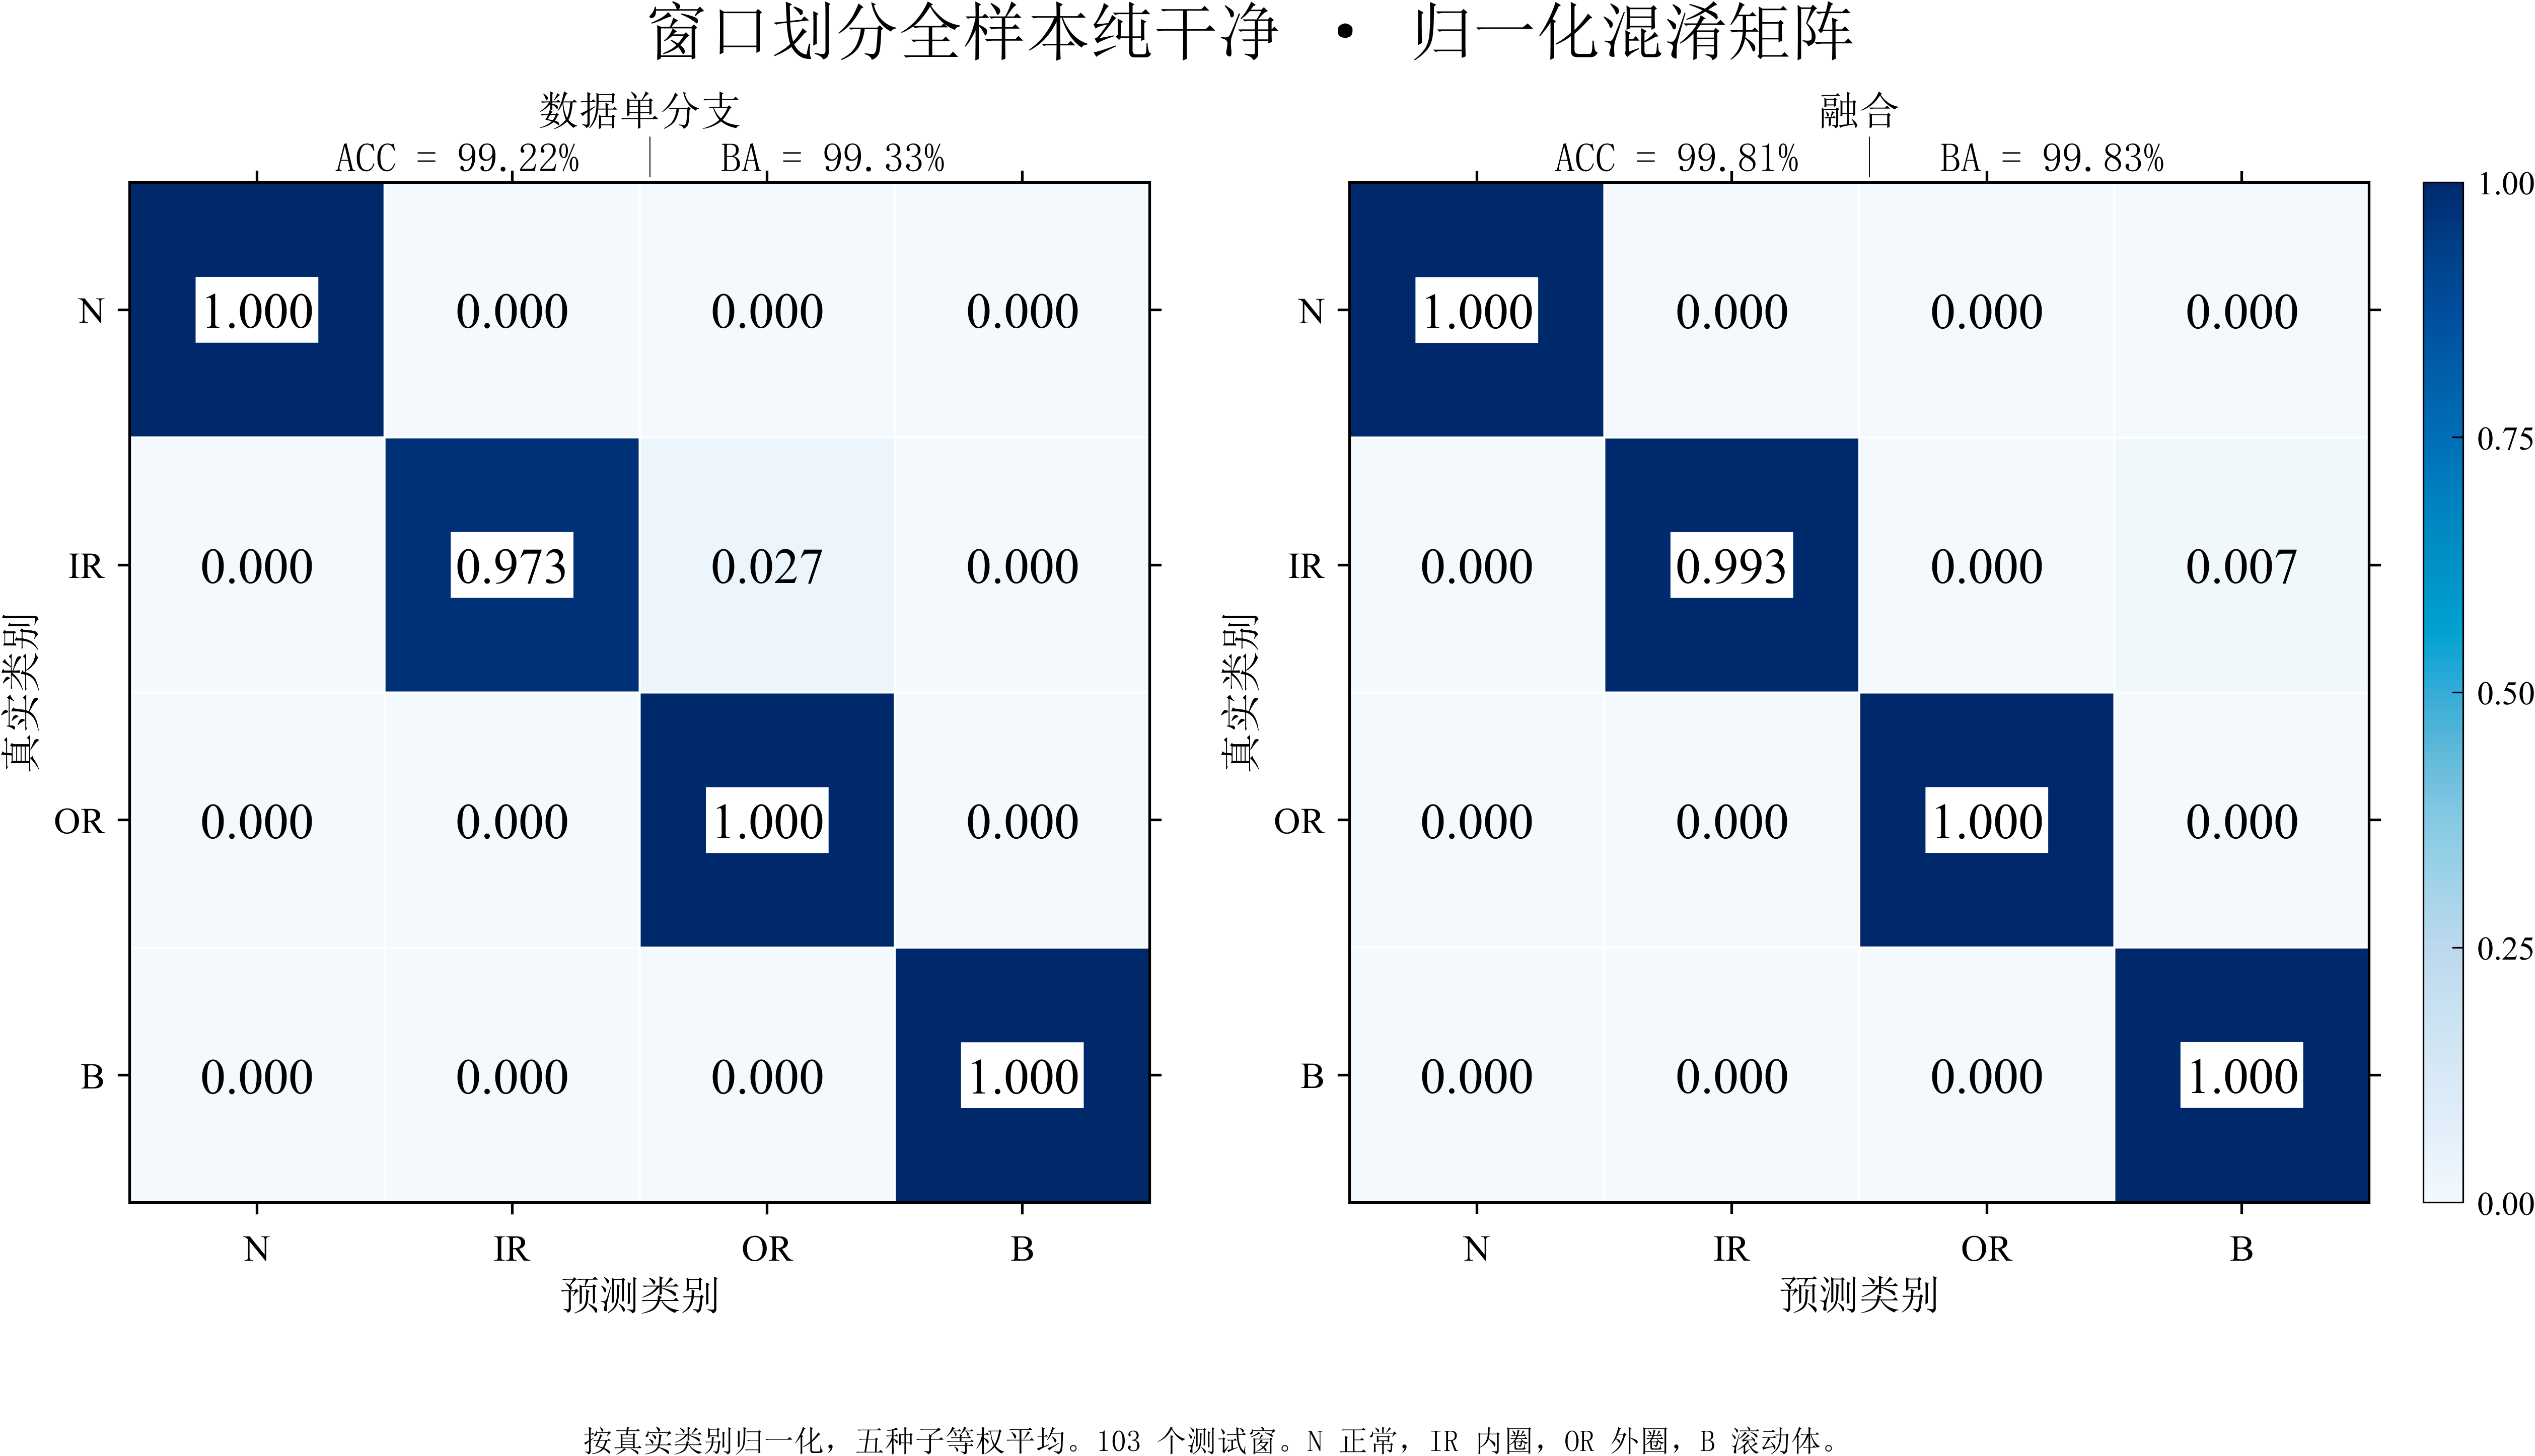 窗口划分全样本纯干净 · 归一化混淆矩阵
数据单分支
ACC = 99.22% │ BA = 99.33%
N 1.000 0.000 0.000 0.000
IR 0.000 0.973 0.027 0.000
OR 0.000 0.000 1.000 0.000
B 0.000 0.000 0.000 1.000
真实类别
N IR OR B
预测类别
融合
ACC = 99.81% │ BA = 99.83%
N 1.000 0.000 0.000 0.000
IR 0.000 0.993 0.000 0.007
OR 0.000 0.000 1.000 0.000
B 0.000 0.000 0.000 1.000
真实类别
N IR OR B
预测类别
1.00
0.75
0.50
0.25
0.00
按真实类别归一化，五种子等权平均。103 个测试窗。N 正常，IR 内圈，OR 外圈，B 滚动体。